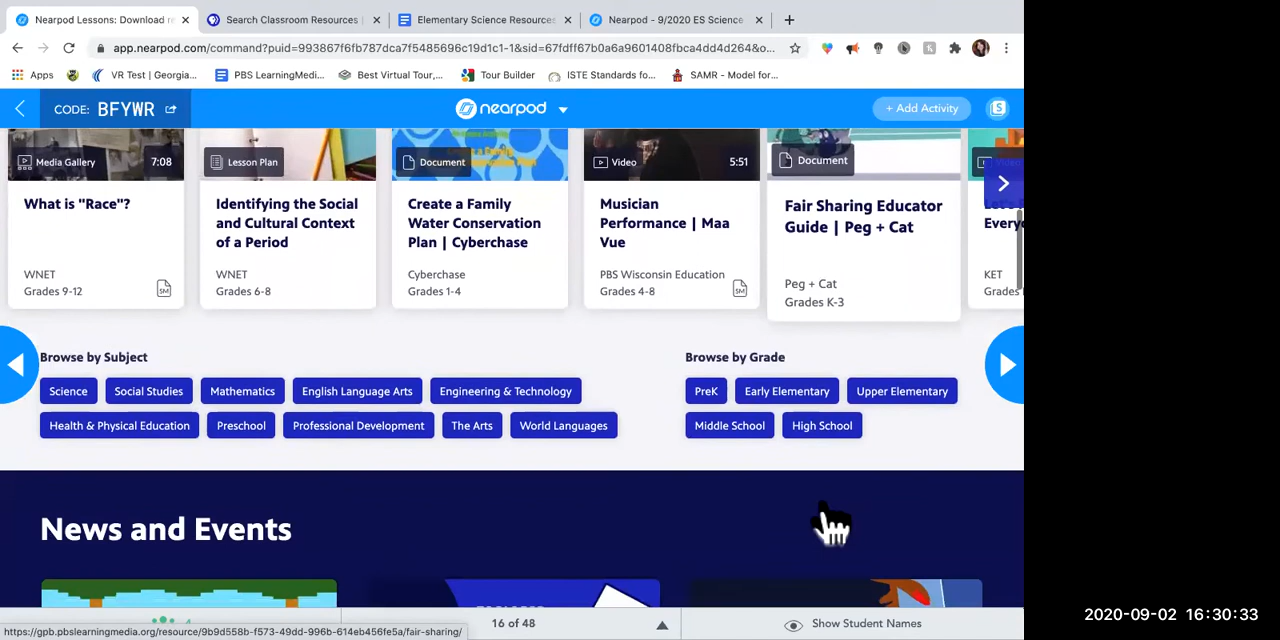 Nearpod Lessons: Download re
Search Classroom Resources |
Elementary Science Resources
Nearpod - 9/2020 ES Science
app.nearpod.com/command?puid=993867f6fb787dca7f5485696c19d1c1-1&sid=67fdff67b0a6a9601408fbca4dd4d264&o...
Apps
VR Test | Georgia...
PBS LearningMedi...
Best Virtual Tour,...
Tour Builder
ISTE Standards fo...
SAMR - Model for...
CODE: BFYWR
nearpod
+ Add Activity
S
Media Gallery 7:08
What is "Race"?
WNET
Grades 9-12
Lesson Plan
Identifying the Social
and Cultural Context
of a Period
WNET
Grades 6-8
Document
Create a Family
Water Conservation
Plan | Cyberchase
Cyberchase
Grades 1-4
Video 5:51
Musician
Performance | Maa
Vue
PBS Wisconsin Education
Grades 4-8
Document
Fair Sharing Educator
Guide | Peg + Cat
Peg + Cat
Grades K-3
KET
Grades
Browse by Subject
Science Social Studies Mathematics English Language Arts Engineering & Technology
Health & Physical Education Preschool Professional Development The Arts World Languages
Browse by Grade
PreK Early Elementary Upper Elementary
Middle School High School
News and Events
16 of 48
Show Student Names
https://gpb.pbslearningmedia.org/resource/9b9d558b-f573-49dd-996b-614eb456fe5a/fair-sharing/
2020-09-02 16:30:33